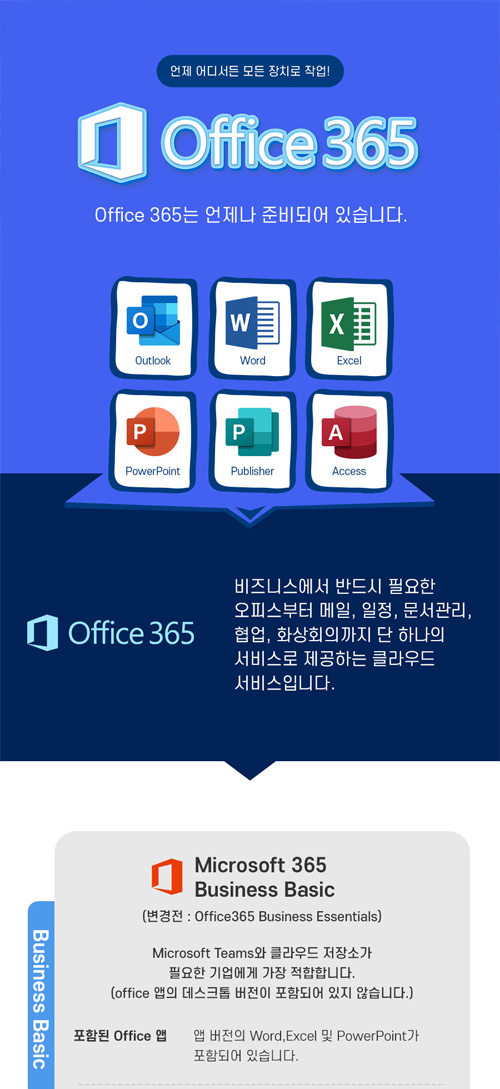 언제 어디서든 모든 장치로 작업!
Office 365
Office 365는 언제나 준비되어 있습니다.
O
Outlook
W
Word
X
Excel
P
PowerPoint
P
Publisher
A
Access
Office 365
비즈니스에서 반드시 필요한
오피스부터 메일, 일정, 문서관리,
협업, 화상회의까지 단 하나의
서비스로 제공하는 클라우드
서비스입니다.
Business Basic
Microsoft 365
Business Basic
(변경전 : Office365 Business Essentials)
Microsoft Teams와 클라우드 저장소가
필요한 기업에게 가장 적합합니다.
(office 앱의 데스크톱 버전이 포함되어 있지 않습니다.)
포함된 Office 앱
앱 버전의 Word,Excel 및 PowerPoint가
포함되어 있습니다.